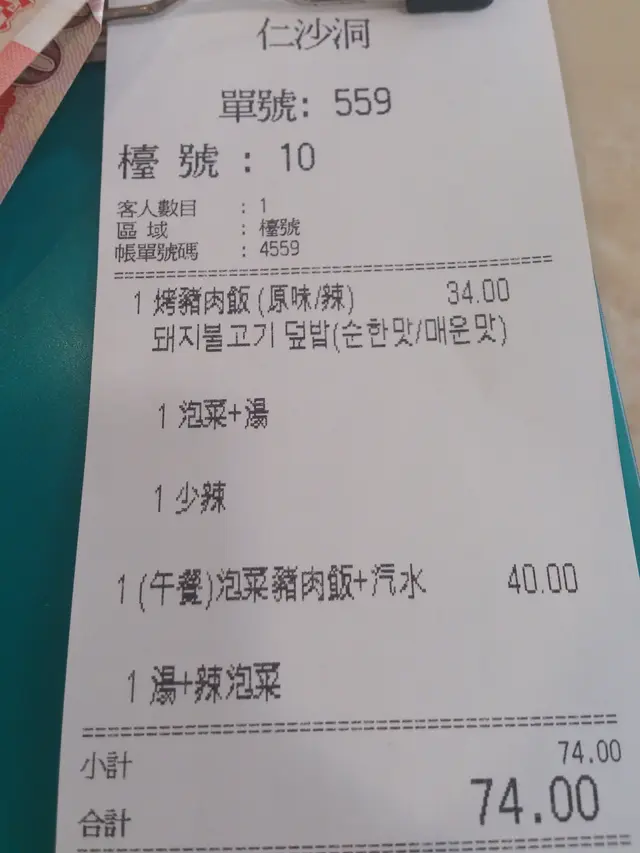 仁沙洞
單號: 559
檯 號 : 10
客人數目 : 1
區 域 : 檯號
帳單號碼 : 4559
1 烤豬肉飯(原味/辣) 34.00
돼지불고기 덮밥(순한맛/매운맛)
1 泡菜+湯
1 少辣
1 (午餐)泡菜豬肉飯+汽水 40.00
1 湯+辣泡菜
小計 74.00
合計 74.00